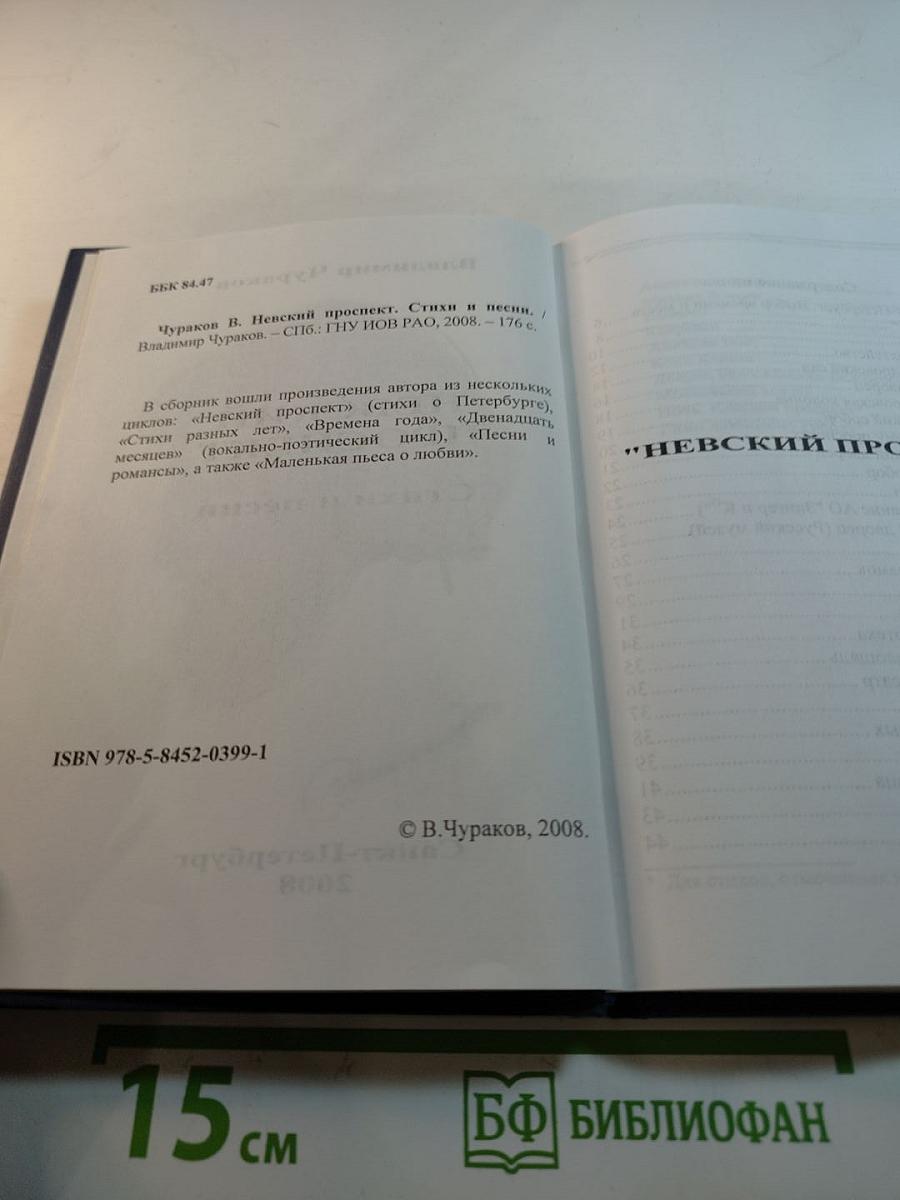 ББК 84.47
Чураков В. Невский проспект. Стихи и песни. /
Владимир Чураков. – СПб.: ГНУ ИОВ РАО, 2008. – 176 с.
В сборник вошли произведения автора из нескольких
циклов: «Невский проспект» (стихи о Петербурге),
«Стихи разных лет», «Времена года», «Двенадцать
месяцев» (вокально-поэтический цикл), «Песни и
романсы», а также «Маленькая пьеса о любви».
ISBN 978-5-8452-0399-1
© В.Чураков, 2008.
"НЕВСКИЙ ПРО
15 см
БФ БИБЛИОФАН